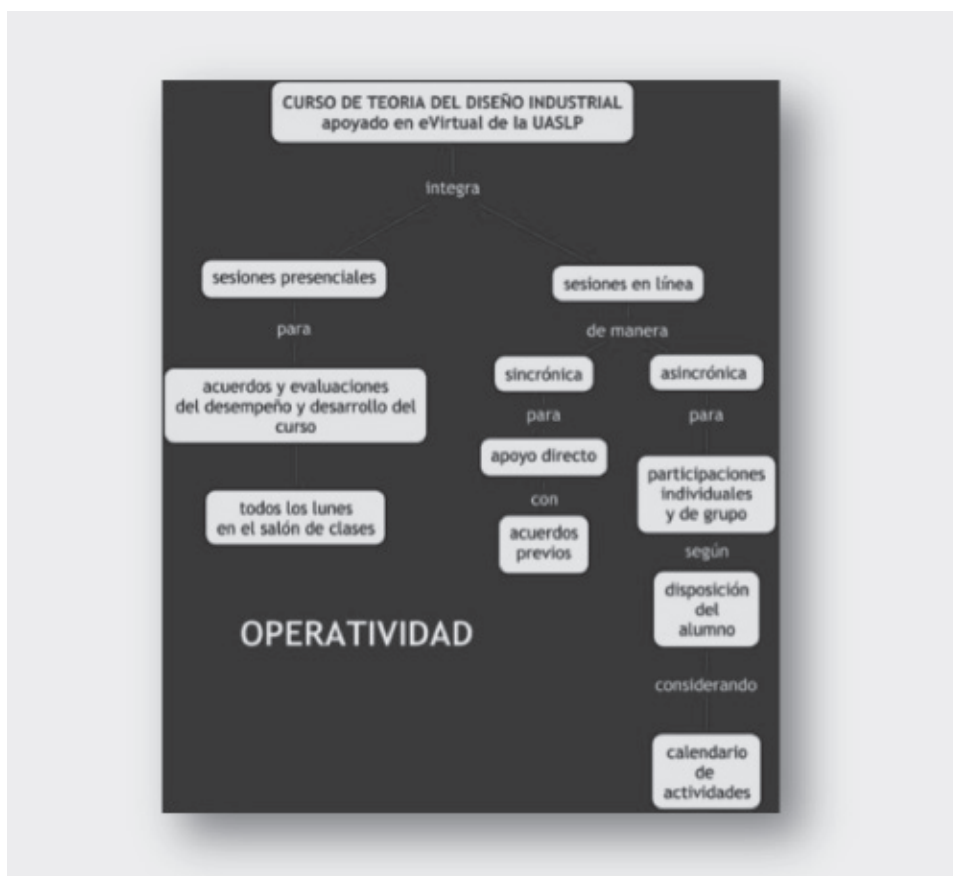 CURSO DE TEORIA DEL DISEÑO INDUSTRIAL
apoyado en eVirtual de la UASLP
integra
sesiones presenciales
para
acuerdos y evaluaciones
del desempeño y desarrollo del
curso
todos los lunes
en el salón de clases
sesiones en línea
de manera
sincrónica
para
apoyo directo
con
acuerdos
previos
asincrónica
para
participaciones
individuales
y de grupo
según
disposición
del
alumno
considerando
calendario
de
actividades
OPERATIVIDAD